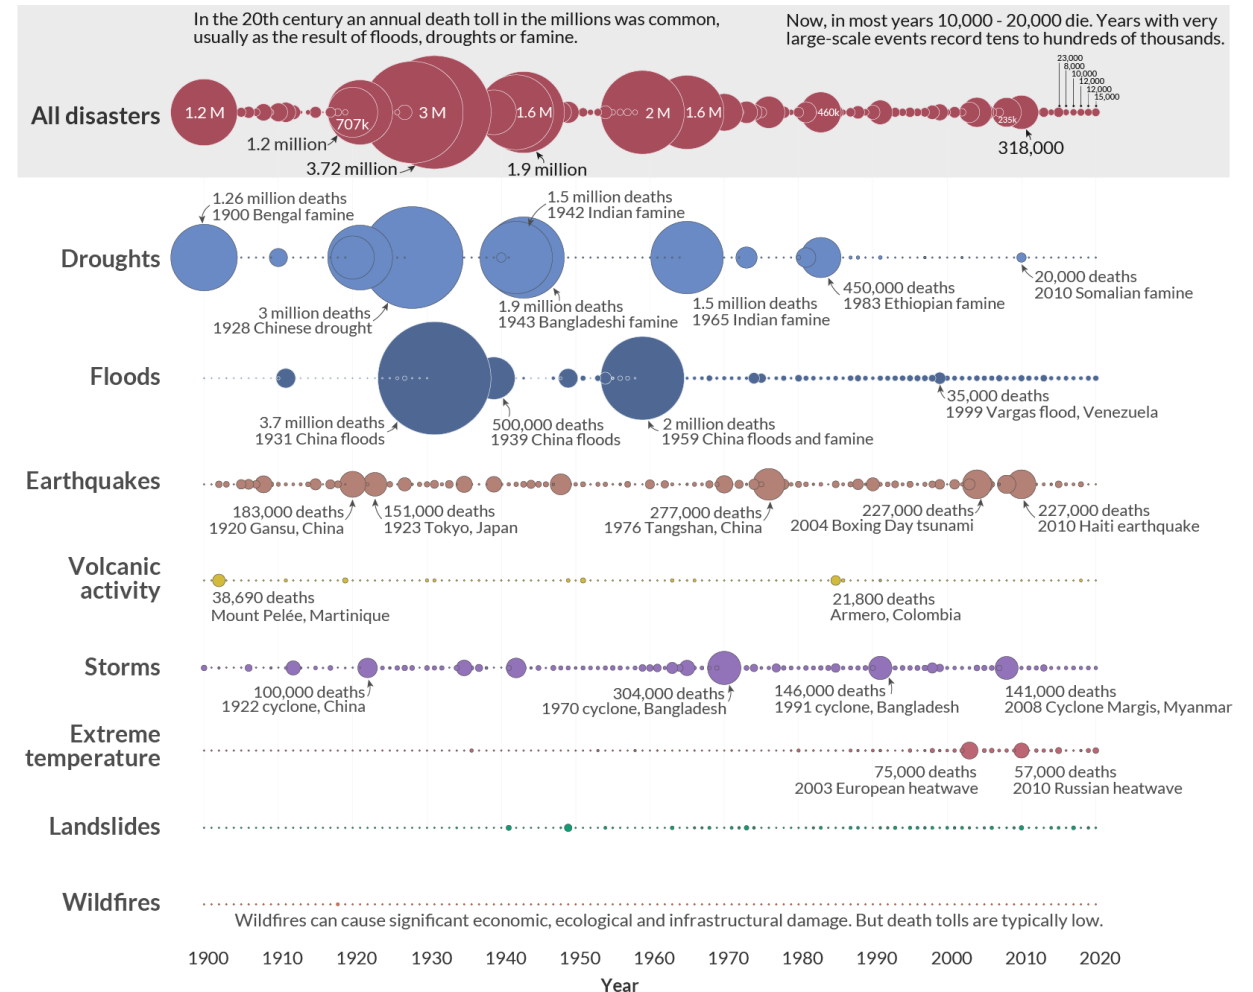 In the 20th century an annual death toll in the millions was common,
usually as the result of floods, droughts or famine.
Now, in most years 10,000 - 20,000 die. Years with very
large-scale events record tens to hundreds of thousands.
23,000
8,000
10,000
12,000
12,000
15,000
All disasters
1.2 M
707k
3 M
1.6 M
2 M
1.6 M
460k
235k
1.2 million
3.72 million
1.9 million
318,000
1.26 million deaths
1900 Bengal famine
1.5 million deaths
1942 Indian famine
Droughts
20,000 deaths
2010 Somalian famine
450,000 deaths
1983 Ethiopian famine
3 million deaths
1928 Chinese drought
1.9 million deaths
1943 Bangladeshi famine
1.5 million deaths
1965 Indian famine
Floods
35,000 deaths
1999 Vargas flood, Venezuela
3.7 million deaths
1931 China floods
500,000 deaths
1939 China floods
2 million deaths
1959 China floods and famine
Earthquakes
183,000 deaths
1920 Gansu, China
151,000 deaths
1923 Tokyo, Japan
277,000 deaths
1976 Tangshan, China
227,000 deaths
2004 Boxing Day tsunami
227,000 deaths
2010 Haiti earthquake
Volcanic
activity
38,690 deaths
Mount Pelée, Martinique
21,800 deaths
Armero, Colombia
Storms
100,000 deaths
1922 cyclone, China
304,000 deaths
1970 cyclone, Bangladesh
146,000 deaths
1991 cyclone, Bangladesh
141,000 deaths
2008 Cyclone Margis, Myanmar
Extreme
temperature
75,000 deaths
2003 European heatwave
57,000 deaths
2010 Russian heatwave
Landslides
Wildfires
Wildfires can cause significant economic, ecological and infrastructural damage. But death tolls are typically low.
1900 1910 1920 1930 1940 1950 1960 1970 1980 1990 2000 2010 2020
Year